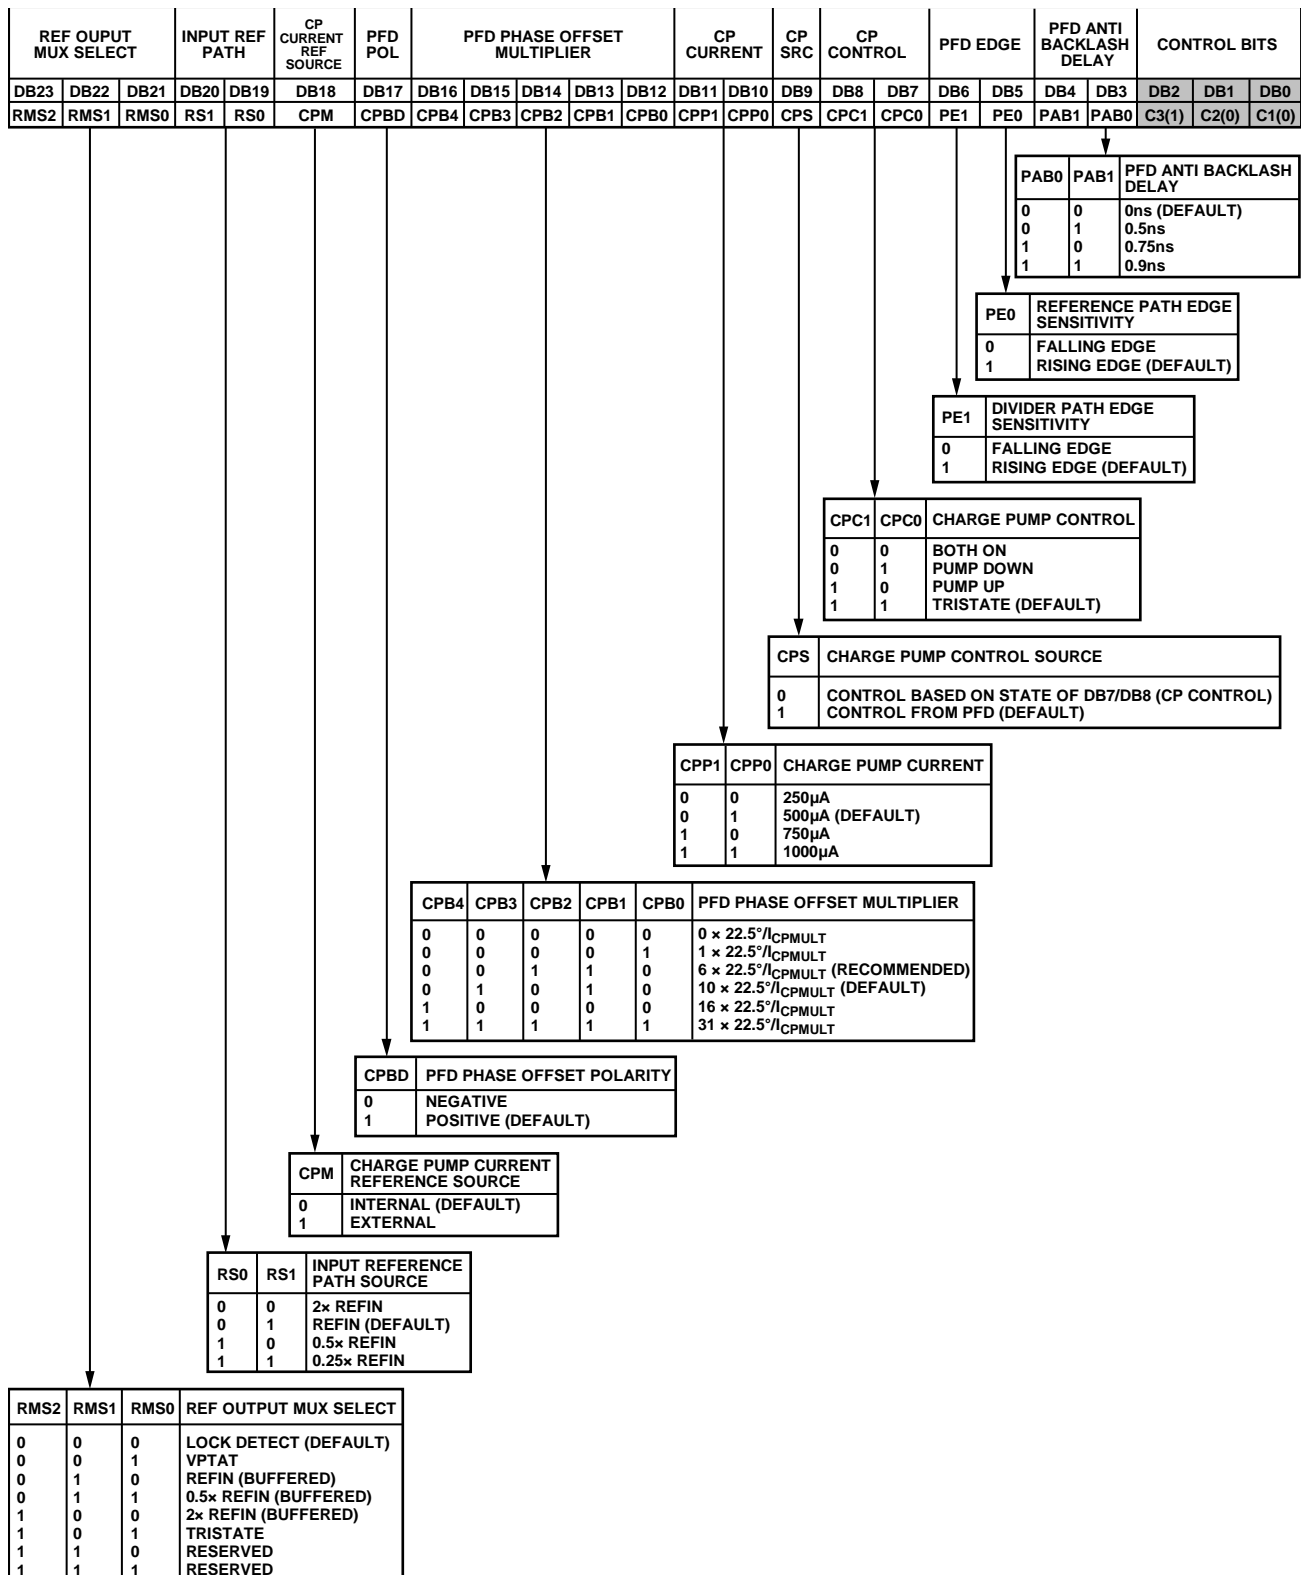 REF OUPUT MUX SELECT | INPUT REF PATH | CP CURRENT REF SOURCE | PFD POL | PFD PHASE OFFSET MULTIPLIER | CP CURRENT | CP SRC | CP CONTROL | PFD EDGE | PFD ANTI BACKLASH DELAY | CONTROL BITS
DB23 DB22 DB21 DB20 DB19 DB18 DB17 DB16 DB15 DB14 DB13 DB12 DB11 DB10 DB9 DB8 DB7 DB6 DB5 DB4 DB3 DB2 DB1 DB0
RMS2 RMS1 RMS0 RS1 RS0 CPM CPBD CPB4 CPB3 CPB2 CPB1 CPB0 CPP1 CPP0 CPS CPC1 CPC0 PE1 PE0 PAB1 PAB0 C3(1) C2(0) C1(0)
PAB0 PAB1 PFD ANTI BACKLASH DELAY
0 0 0ns (DEFAULT)
0 1 0.5ns
1 0 0.75ns
1 1 0.9ns
PE0 REFERENCE PATH EDGE SENSITIVITY
0 FALLING EDGE
1 RISING EDGE (DEFAULT)
PE1 DIVIDER PATH EDGE SENSITIVITY
0 FALLING EDGE
1 RISING EDGE (DEFAULT)
CPC1 CPC0 CHARGE PUMP CONTROL
0 0 BOTH ON
0 1 PUMP DOWN
1 0 PUMP UP
1 1 TRISTATE (DEFAULT)
CPS CHARGE PUMP CONTROL SOURCE
0 CONTROL BASED ON STATE OF DB7/DB8 (CP CONTROL)
1 CONTROL FROM PFD (DEFAULT)
CPP1 CPP0 CHARGE PUMP CURRENT
0 0 250µA
0 1 500µA (DEFAULT)
1 0 750µA
1 1 1000µA
CPB4 CPB3 CPB2 CPB1 CPB0 PFD PHASE OFFSET MULTIPLIER
0 0 0 0 0 0 × 22.5°/ICPMULT
0 0 0 0 1 1 × 22.5°/ICPMULT
0 0 1 1 0 6 × 22.5°/ICPMULT (RECOMMENDED)
0 1 0 1 0 10 × 22.5°/ICPMULT (DEFAULT)
1 0 0 0 0 16 × 22.5°/ICPMULT
1 1 1 1 1 31 × 22.5°/ICPMULT
CPBD PFD PHASE OFFSET POLARITY
0 NEGATIVE
1 POSITIVE (DEFAULT)
CPM CHARGE PUMP CURRENT REFERENCE SOURCE
0 INTERNAL (DEFAULT)
1 EXTERNAL
RS0 RS1 INPUT REFERENCE PATH SOURCE
0 0 2× REFIN
0 1 REFIN (DEFAULT)
1 0 0.5× REFIN
1 1 0.25× REFIN
RMS2 RMS1 RMS0 REF OUTPUT MUX SELECT
0 0 0 LOCK DETECT (DEFAULT)
0 0 1 VPTAT
0 1 0 REFIN (BUFFERED)
0 1 1 0.5× REFIN (BUFFERED)
1 0 0 2× REFIN (BUFFERED)
1 0 1 TRISTATE
1 1 0 RESERVED
1 1 1 RESERVED